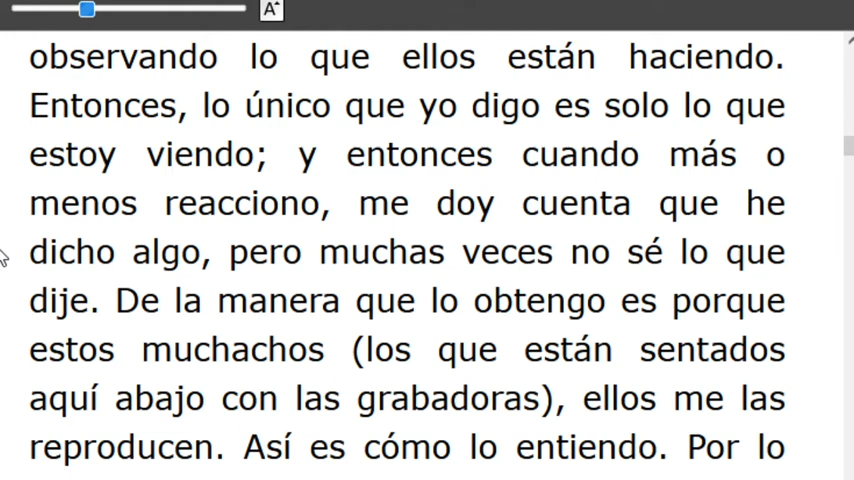 A
observando lo que ellos están haciendo.
Entonces, lo único que yo digo es solo lo que
estoy viendo; y entonces cuando más o
menos reacciono, me doy cuenta que he
dicho algo, pero muchas veces no sé lo que
dije. De la manera que lo obtengo es porque
estos muchachos (los que están sentados
aquí abajo con las grabadoras), ellos me las
reproducen. Así es cómo lo entiendo. Por lo